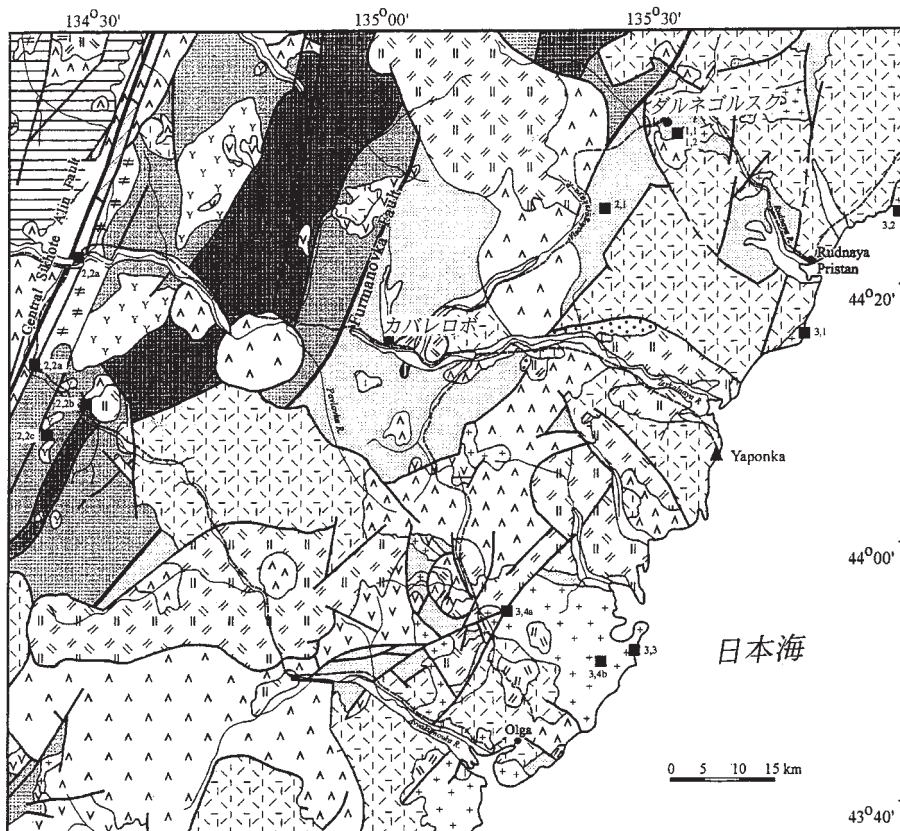 134°30'
135°00'
135°30'
ダルネゴルスク
1,1
1,2
2,1
3,2
Central Sikhote Alin Fault
2,2a
Furmanovka Fault
Rudnaya
Pristan
44°20'
カバレロボ
3,1
2,2a
2,2b
2,2c
Yaponka
44°00'
3,4a
日本海
3,3
3,4b
Olga
0 5 10 15 km
43°40'